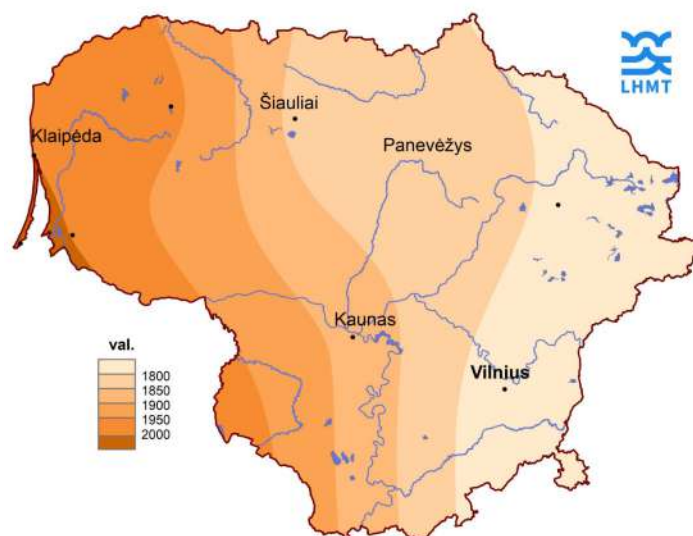 LHMT
Šiauliai
Klaipėda
Panevėžys
Kaunas
val.
1800
1850
1900
1950
2000
Vilnius